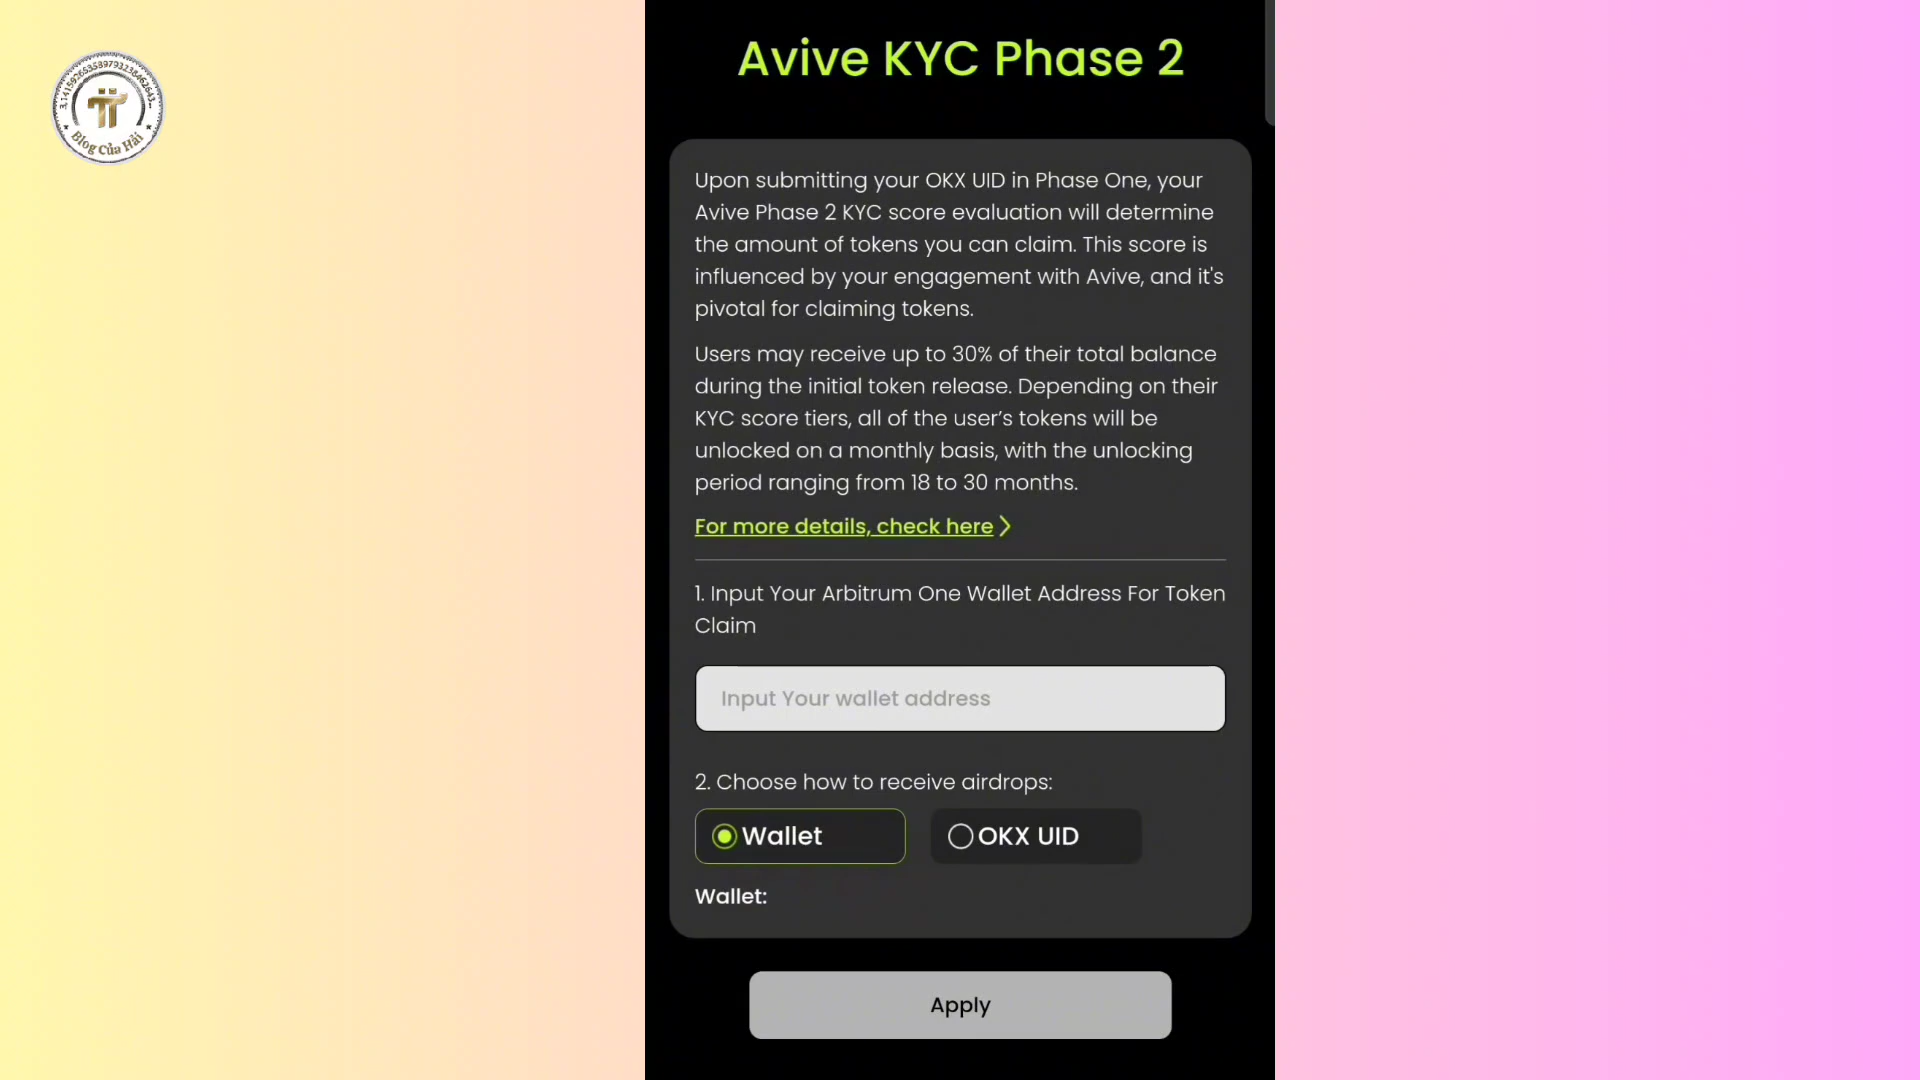 3.141592653589793238462643..
Blog Của Hải
Avive KYC Phase 2
Upon submitting your OKX UID in Phase One, your
Avive Phase 2 KYC score evaluation will determine
the amount of tokens you can claim. This score is
influenced by your engagement with Avive, and it's
pivotal for claiming tokens.
Users may receive up to 30% of their total balance
during the initial token release. Depending on their
KYC score tiers, all of the user’s tokens will be
unlocked on a monthly basis, with the unlocking
period ranging from 18 to 30 months.
For more details, check here
1. Input Your Arbitrum One Wallet Address For Token
Claim
Input Your wallet address
2. Choose how to receive airdrops:
Wallet OKX UID
Wallet:
Apply